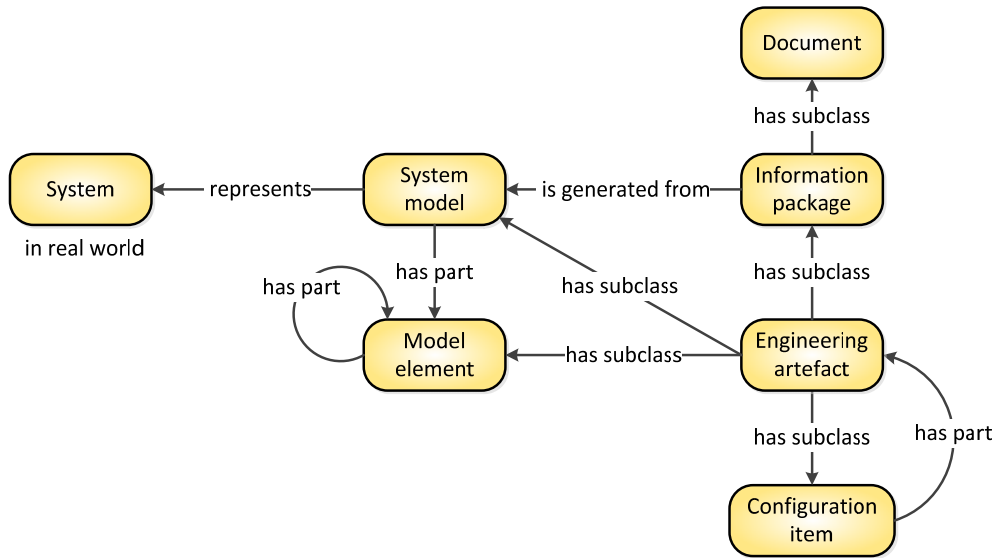 Document
has subclass
System
represents
System
model
is generated from
Information
package
in real world
has part
has part
has subclass
has subclass
Model
element
has subclass
Engineering
artefact
has subclass
has part
Configuration
item